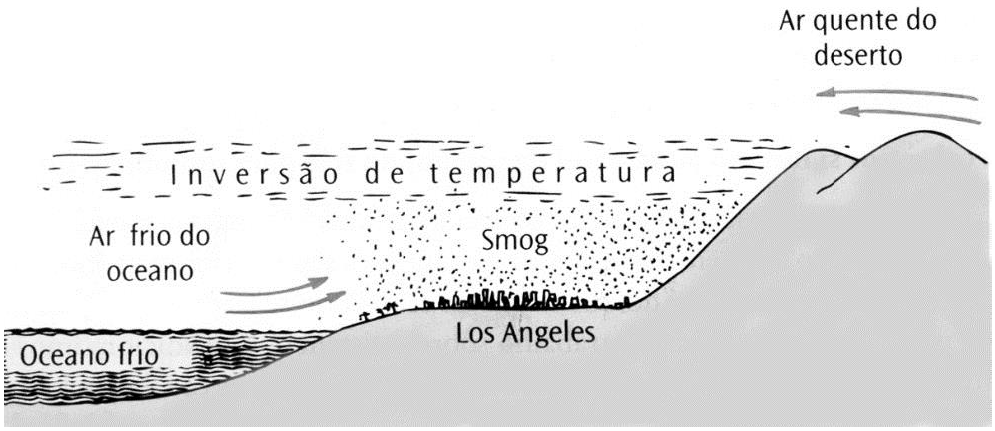 Ar quente do
deserto
Inversão de temperatura
Ar frio do
oceano
Smog
Los Angeles
Oceano frio